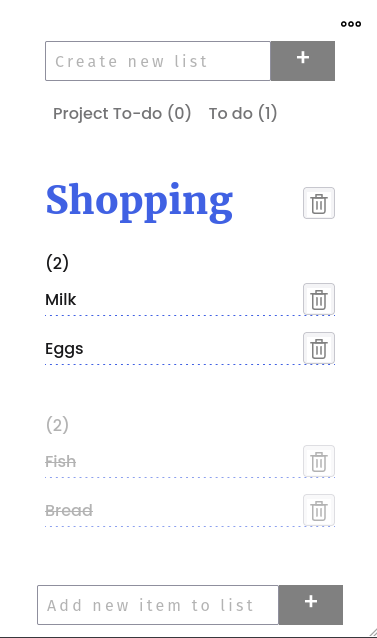 Create new list +
Project To-do (0) To do (1)
Shopping
(2)
Milk
Eggs
(2)
Fish
Bread
Add new item to list +